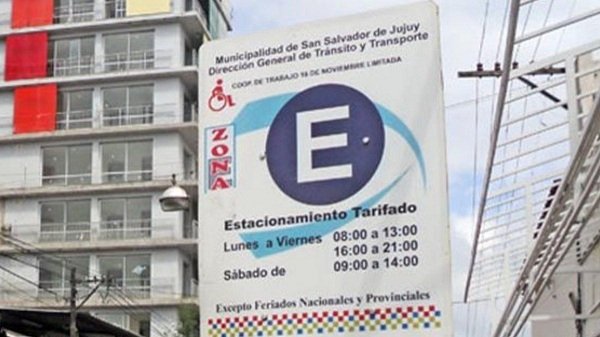 Municipalidad de San Salvador de Jujuy
Dirección General de Tránsito y Transporte
COOP. DE TRABAJO 19 DE NOVIEMBRE LIMITADA
ZONA
E
Estacionamiento Tarifado
Lunes a Viernes 08:00 a 13:00
16:00 a 21:00
Sábado de 09:00 a 14:00
Excepto Feriados Nacionales y Provinciales